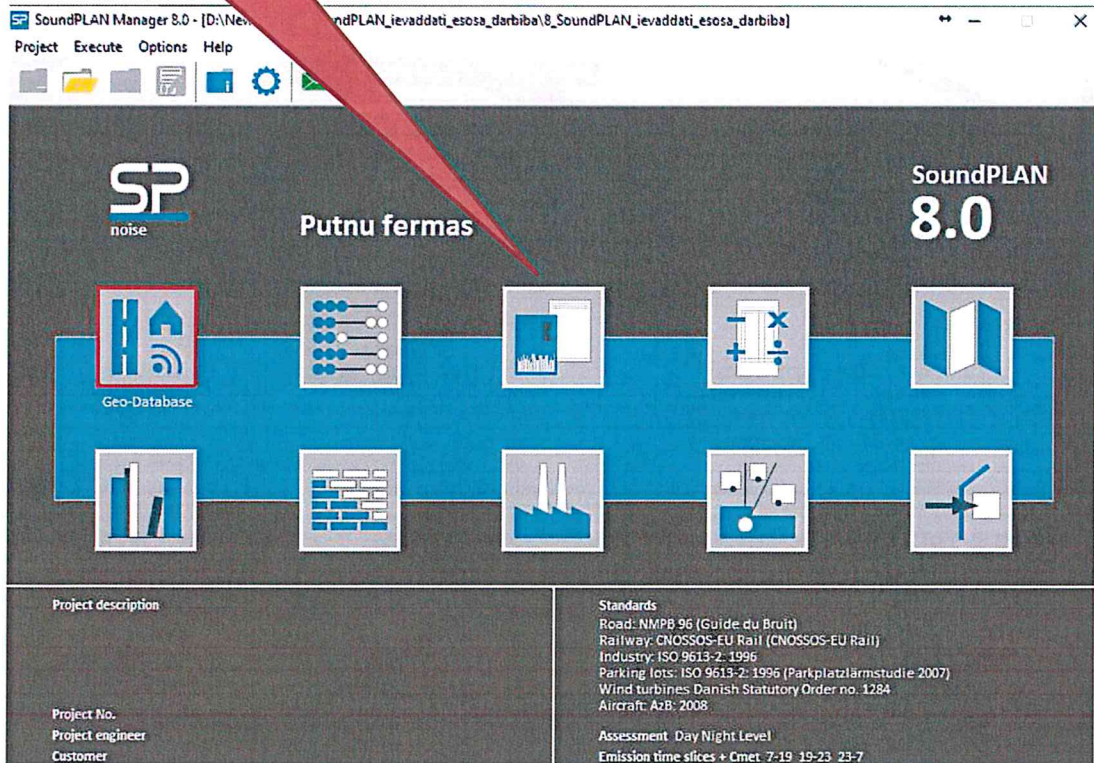 SoundPLAN Manager 8.0 - [D:\New undPLAN_ievaddati_esosa_darbiba\8_SoundPLAN_ievaddati_esosa_darbiba]
Project Execute Options Help
SP
noise
Putnu fermas
SoundPLAN
8.0
Geo-Database
Project description
Project No.
Project engineer
Customer
Standards
Road: NMPB 96 (Guide du Bruit)
Railway: CNOSSOS-EU Rail (CNOSSOS-EU Rail)
Industry: ISO 9613-2: 1996
Parking lots: ISO 9613-2: 1996 (Parkplatzlärmstudie 2007)
Wind turbines Danish Statutory Order no. 1284
Aircraft: AzB: 2008
Assessment Day Night Level
Emission time slices + Cmet 7-19 19-23 23-7